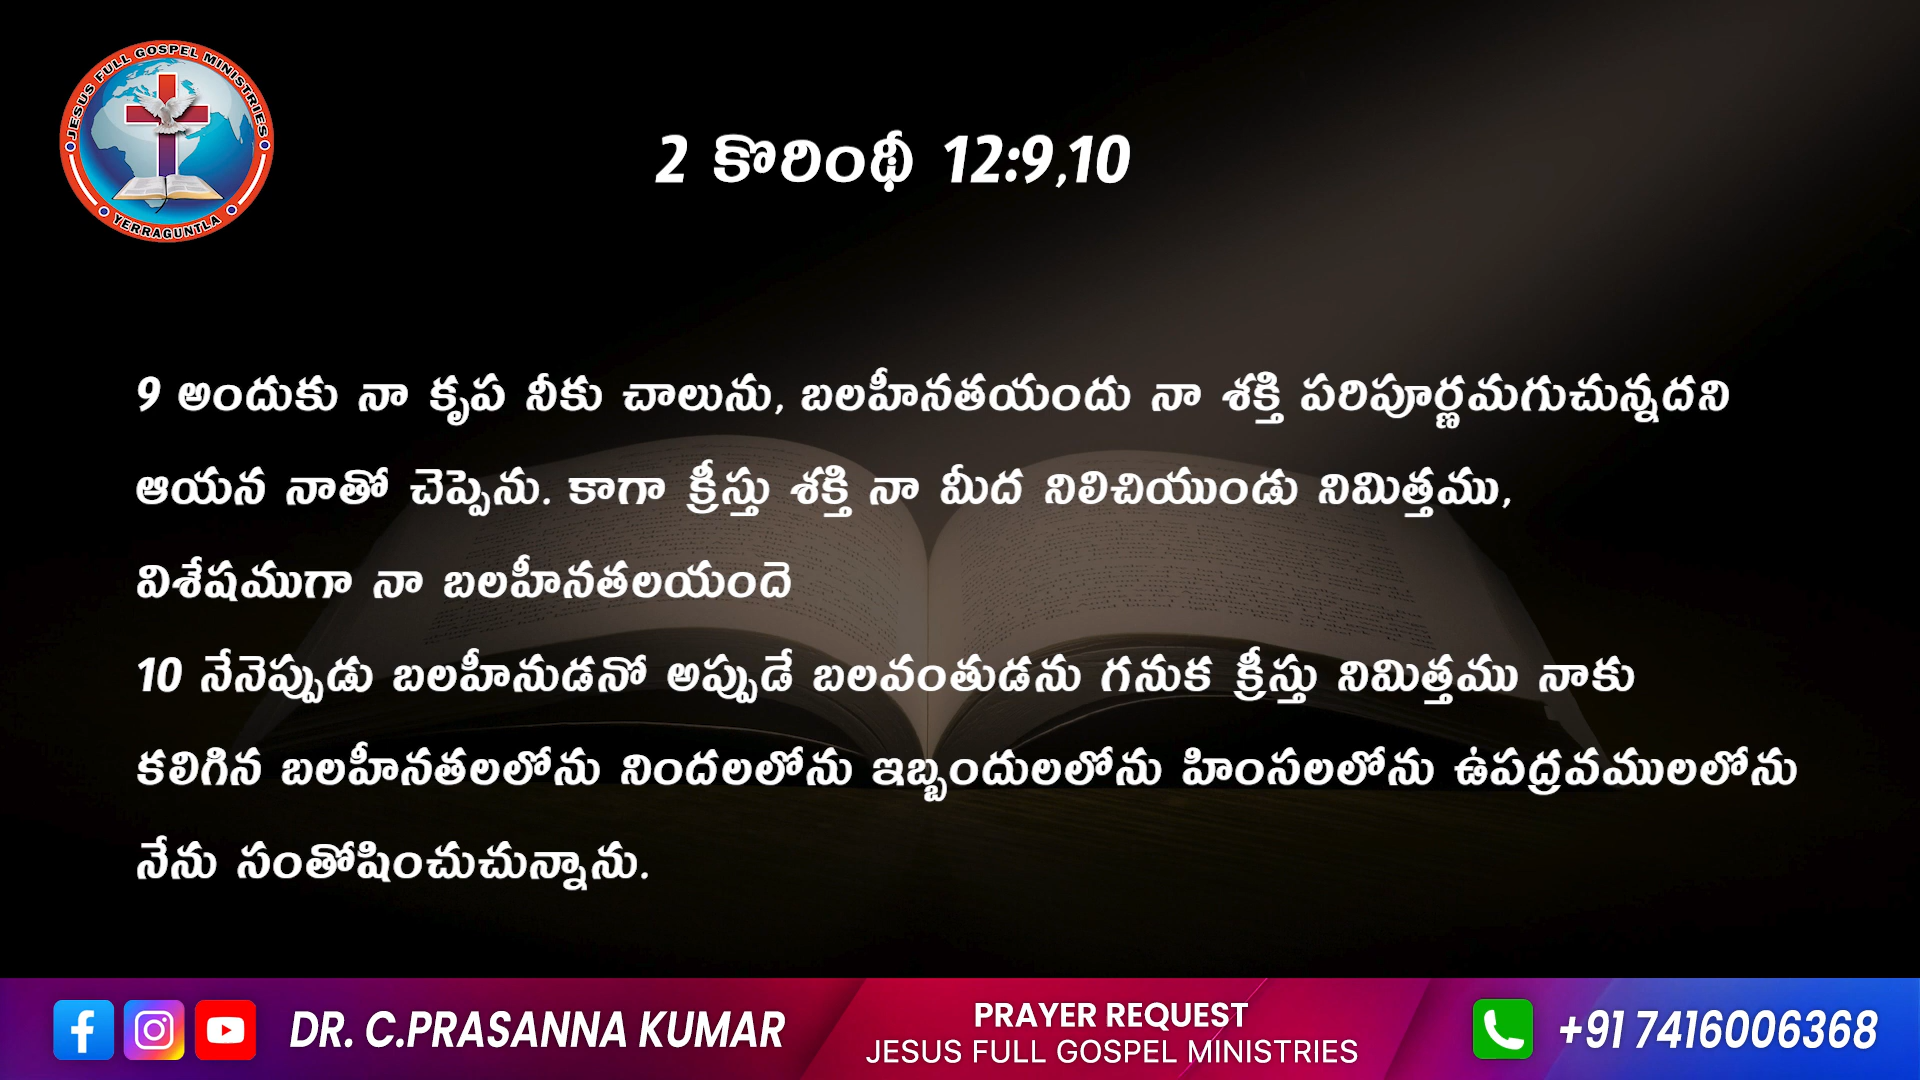 JESUS FULL GOSPEL MINISTRIES
YERRAGUNTLA
2 కొరింథీ 12:9,10
9 అందుకు నా కృప నీకు చాలును, బలహీనతయందు నా శక్తి పరిపూర్ణమగుచున్నదని
ఆయన నాతో చెప్పెను. కాగా క్రీస్తు శక్తి నా మీద నిలిచియుండు నిమిత్తము,
విశేషముగా నా బలహీనతలయందె
10 నేనెప్పుడు బలహీనుడనో అప్పుడే బలవంతుడను గనుక క్రీస్తు నిమిత్తము నాకు
కలిగిన బలహీనతలలోను నిందలలోను ఇబ్బందులలోను హింసలలోను ఉపద్రవములలోను
నేను సంతోషించుచున్నాను.
DR. C.PRASANNA KUMAR
PRAYER REQUEST
JESUS FULL GOSPEL MINISTRIES
+91 7416006368